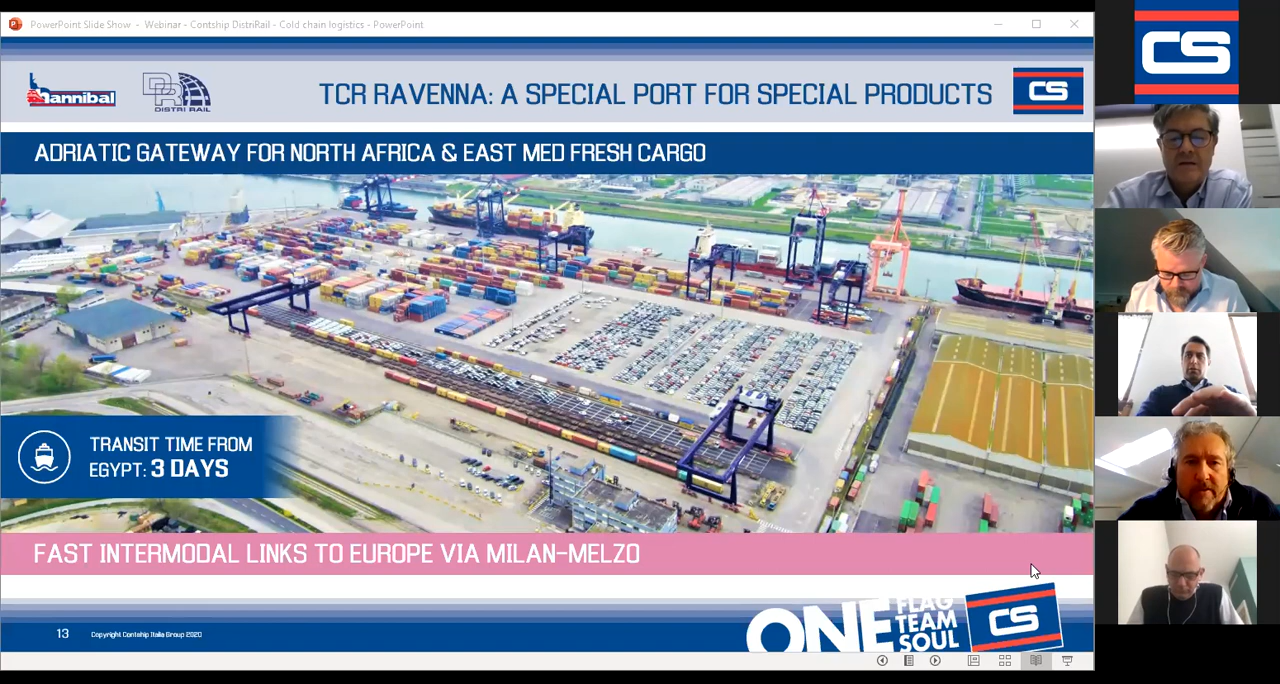 PowerPoint Slide Show - Webinar - Contship DistriRail - Cold chain logistics - PowerPoint
Hannibal
DR
DISTRI RAIL
TCR RAVENNA: A SPECIAL PORT FOR SPECIAL PRODUCTS
CS
CS
ADRIATIC GATEWAY FOR NORTH AFRICA & EAST MED FRESH CARGO
TRANSIT TIME FROM
EGYPT: 3 DAYS
FAST INTERMODAL LINKS TO EUROPE VIA MILAN-MELZO
ONE FLAG
TEAM
SOUL
CS
13 Copyright Contship Italia Group 2020